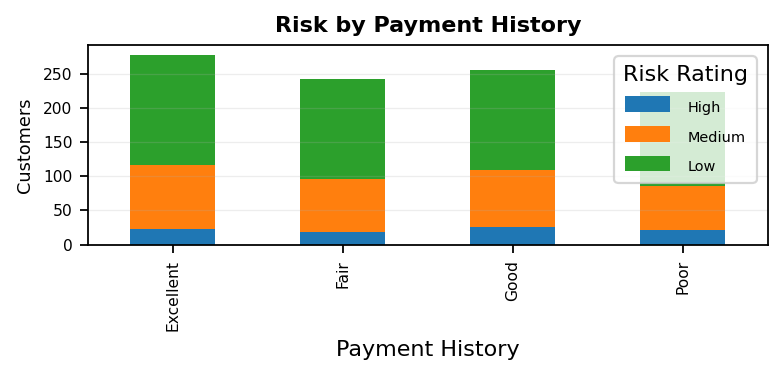 Risk by Payment History
Customers
250
200
150
100
50
0
Risk Rating
High
Medium
Low
Excellent
Fair
Good
Poor
Payment History